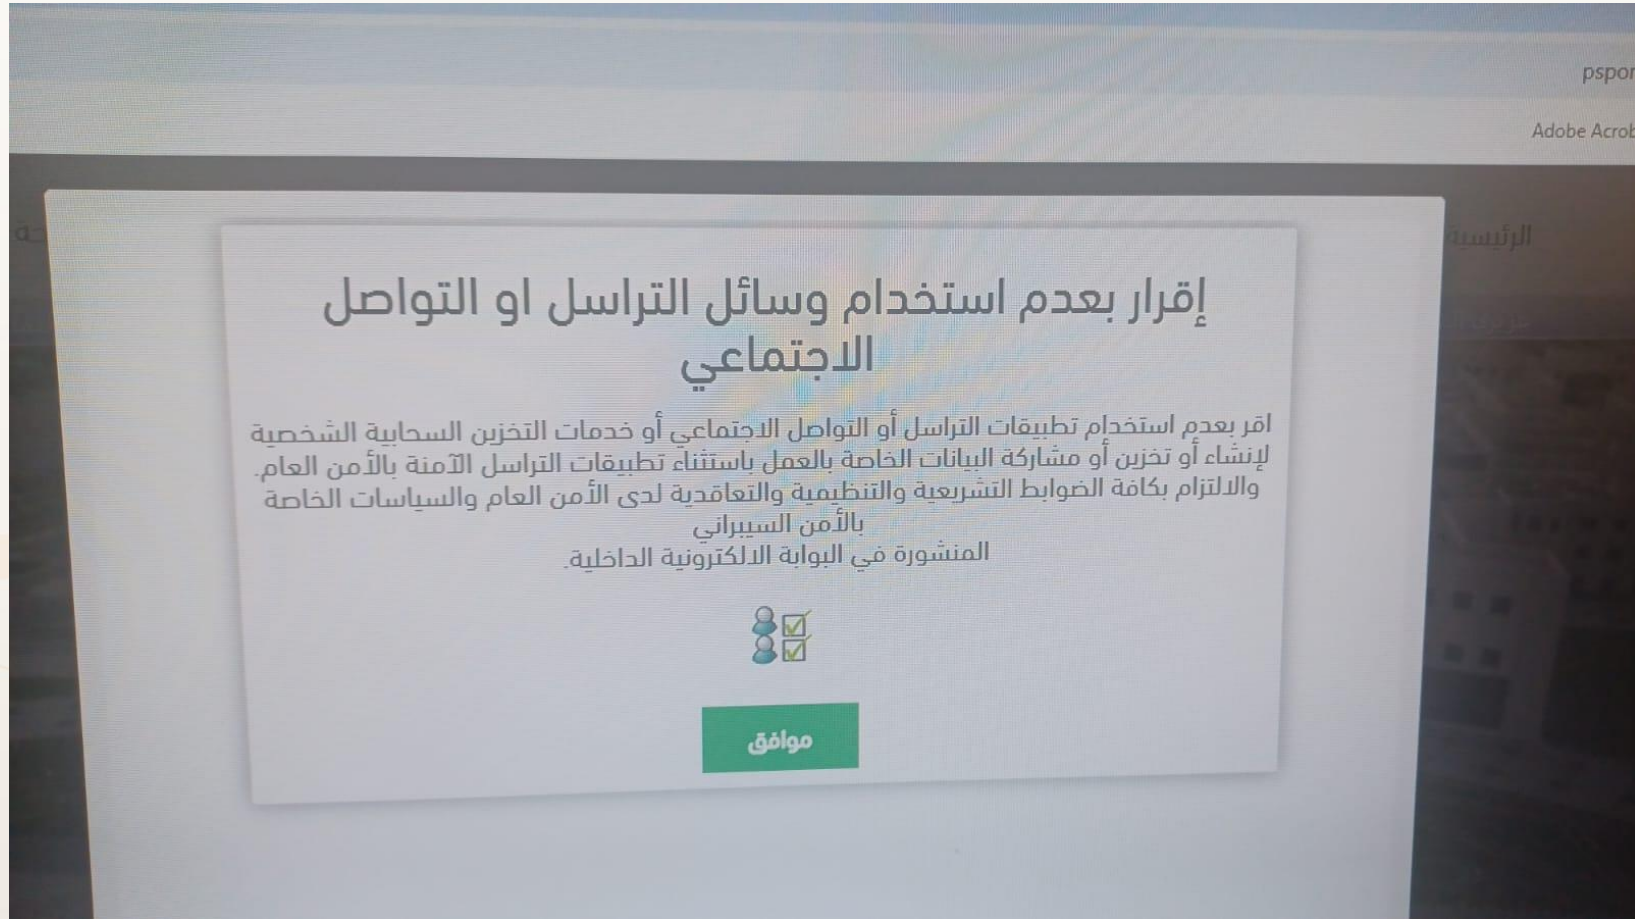 pspor
Adobe Acrob
الرئيسية
إقرار بعدم استخدام وسائل التراسل او التواصل
الاجتماعي
اقر بعدم استخدام تطبيقات التراسل أو التواصل الاجتماعي أو خدمات التخزين السحابية الشخصية
لإنشاء أو تخزين أو مشاركة البيانات الخاصة بالعمل باستثناء تطبيقات التراسل الآمنة بالأمن العام.
والالتزام بكافة الضوابط التشريعية والتنظيمية والتعاقدية لدى الأمن العام والسياسات الخاصة
بالأمن السيبراني
المنشورة في البوابة الالكترونية الداخلية.
موافق